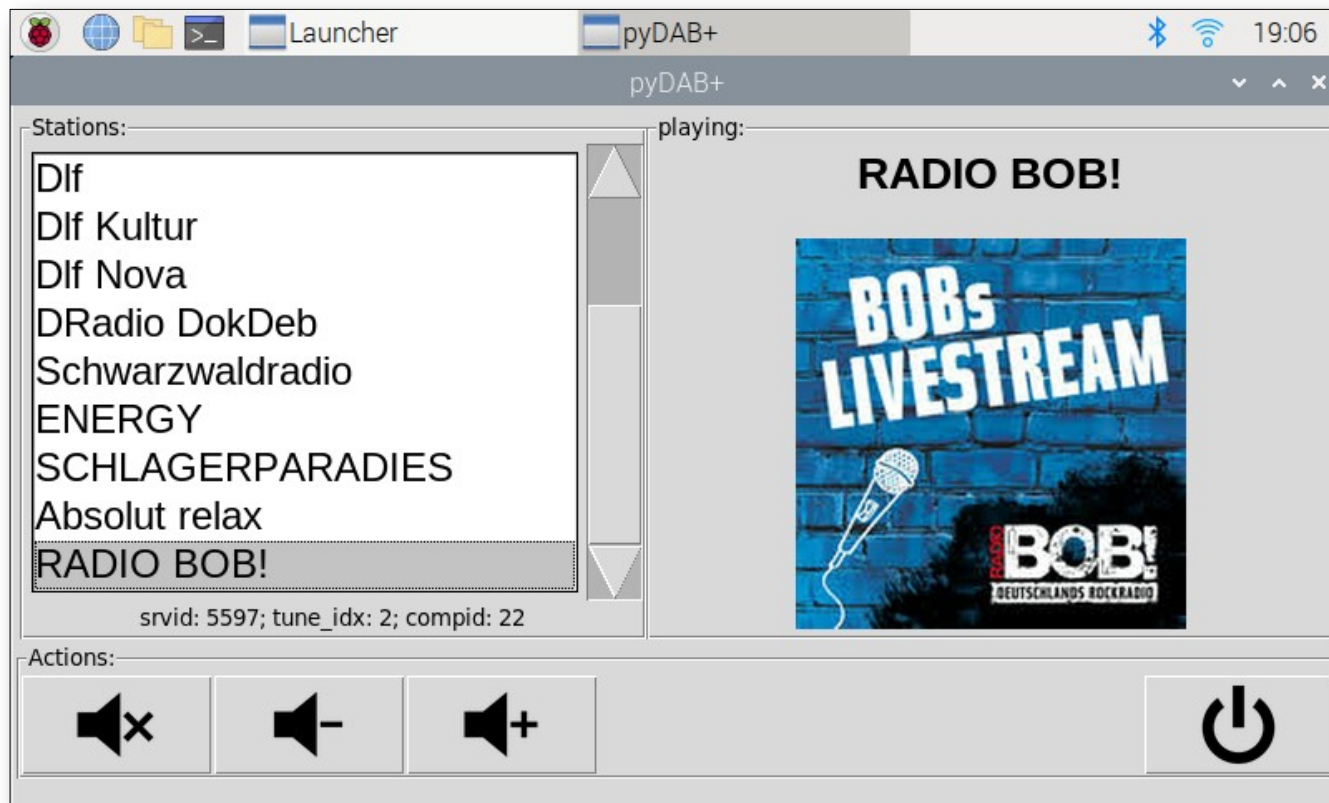 Launcher
pyDAB+
19:06
pyDAB+
Stations:
Dlf
Dlf Kultur
Dlf Nova
DRadio DokDeb
Schwarzwaldradio
ENERGY
SCHLAGERPARADIES
Absolut relax
RADIO BOB!
srvid: 5597; tune_idx: 2; compid: 22
playing:
RADIO BOB!
BOBs
LIVESTREAM
RADIO
BOB!
DEUTSCHLANDS ROCKRADIO
Actions: